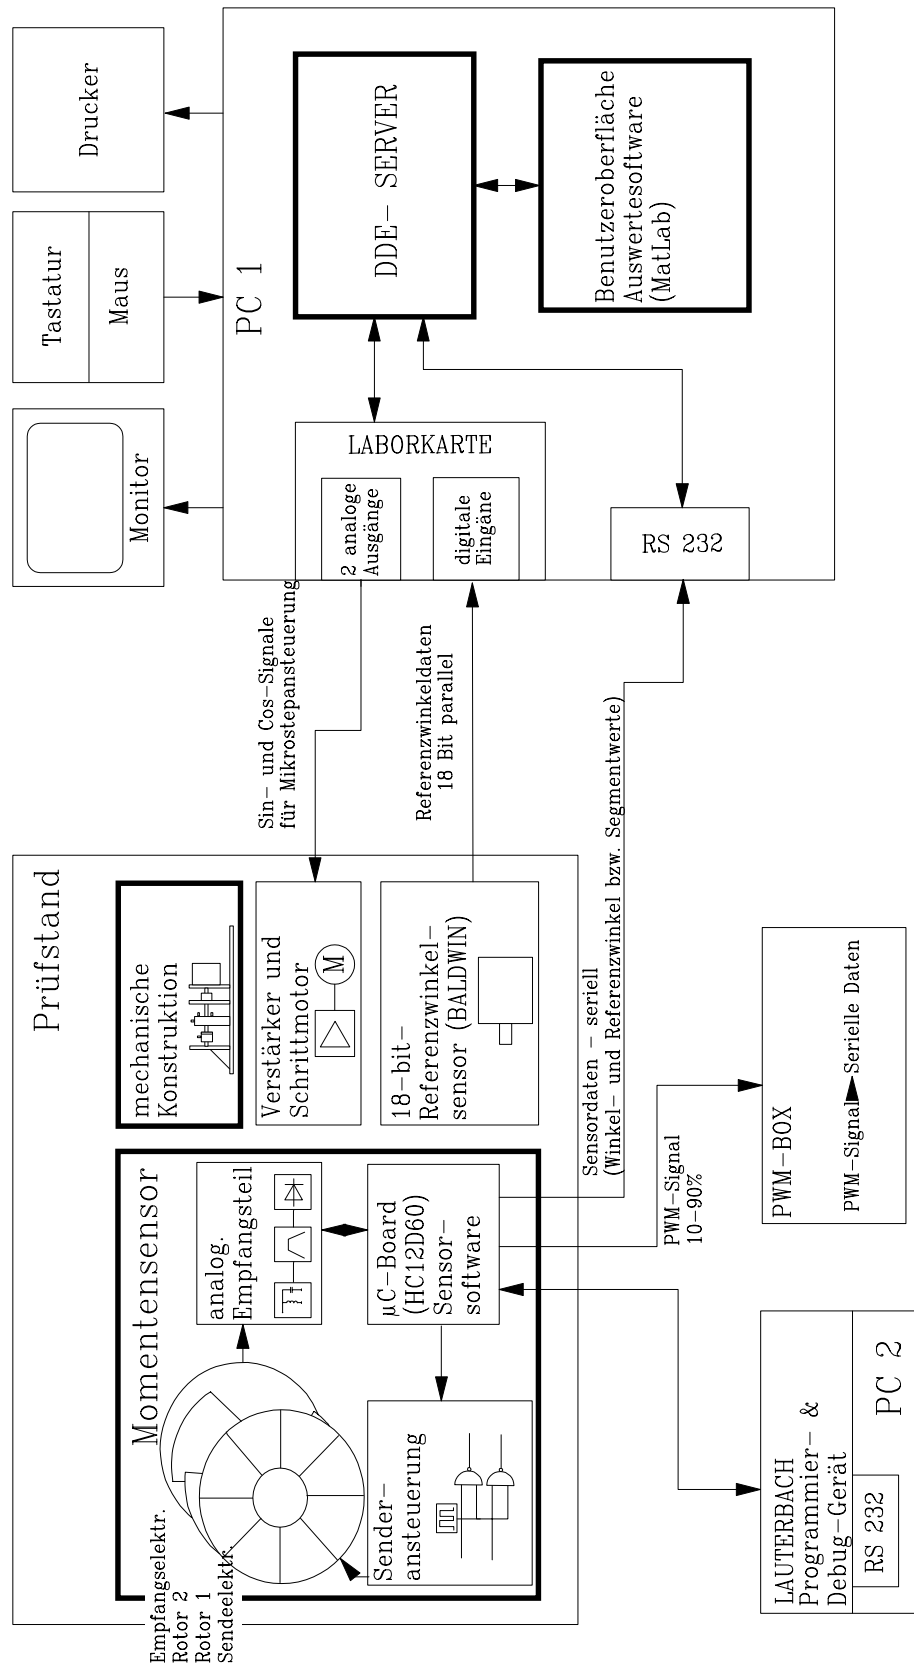 Prüfstand
Momentensensor
Empfangselektr.
Rotor 2
Rotor 1
Sendeelektr.
analog.
Empfangsteil
µC-Board
(HC12D60)
Sensor-
software
Sender-
ansteuerung
mechanische
Konstruktion
Verstärker und
Schrittmotor
M
18-bit-
Referenzwinkel-
sensor (BALDWIN)
Sin- und Cos-Signale
für Mikrostepansteuerung
Referenzwinkeldaten
18 Bit parallel
Sensordaten - seriell
(Winkel- und Referenzwinkel bzw. Segmentwerte)
PWM-Signal
10-90%
Monitor
Tastatur
Maus
Drucker
PC 1
LABORKARTE
2 analoge
Ausgänge
digitale
Eingäne
RS 232
DDE- SERVER
Benutzeroberfläche
Auswertesoftware
(MatLab)
LAUTERBACH
Programmier- &
Debug-Gerät
RS 232
PC 2
PWM-BOX
PWM-Signal
Serielle Daten